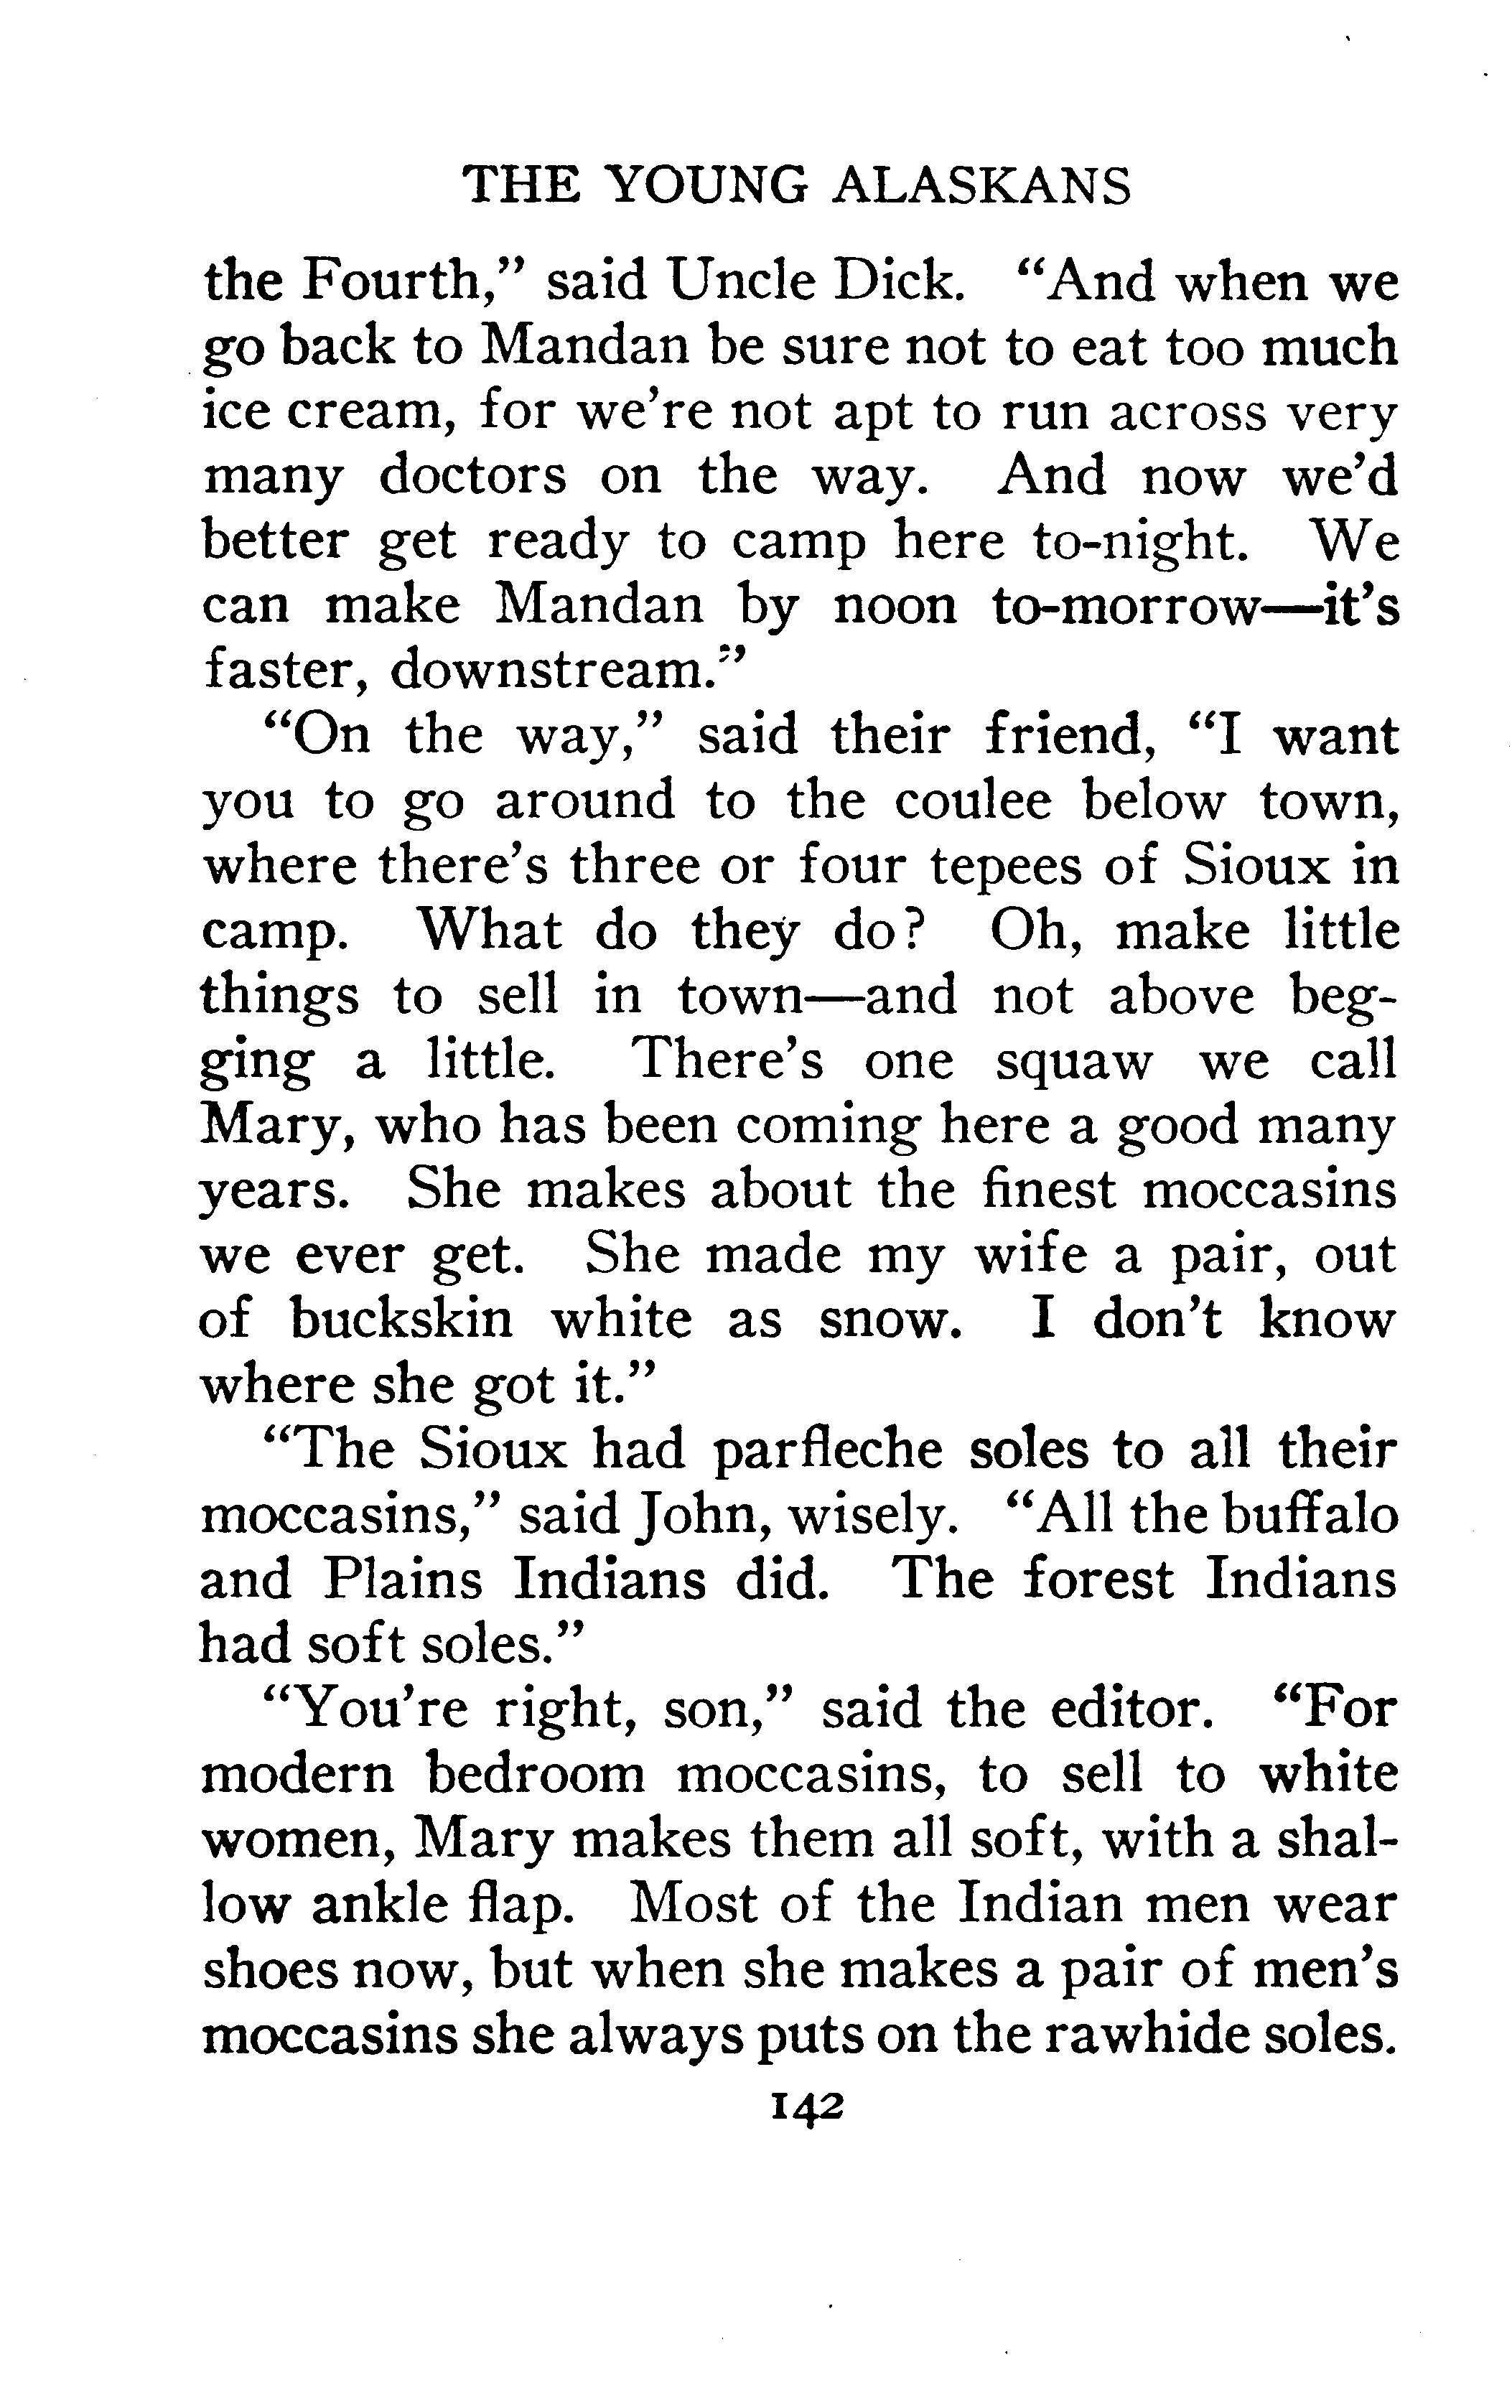 THE YOUNG ALASKANS
the Fourth,” said Uncle Dick. “And when we
go back to Mandan be sure not to eat too much
ice cream, for we’re not apt to run across very
many doctors on the way. And now we’d
better get ready to camp here to-night. We
can make Mandan by noon to-morrow—it’s
faster, downstream.”
“On the way,” said their friend, “I want
you to go around to the coulee below town,
where there’s three or four tepees of Sioux in
camp. What do they do? Oh, make little
things to sell in town—and not above beg-
ging a little. There’s one squaw we call
Mary, who has been coming here a good many
years. She makes about the finest moccasins
we ever get. She made my wife a pair, out
of buckskin white as snow. I don’t know
where she got it.”
“The Sioux had parfleche soles to all their
moccasins,” said John, wisely. “All the buffalo
and Plains Indians did. The forest Indians
had soft soles.”
“You’re right, son,” said the editor. “For
modern bedroom moccasins, to sell to white
women, Mary makes them all soft, with a shal-
low ankle flap. Most of the Indian men wear
shoes now, but when she makes a pair of men’s
moccasins she always puts on the rawhide soles.
142